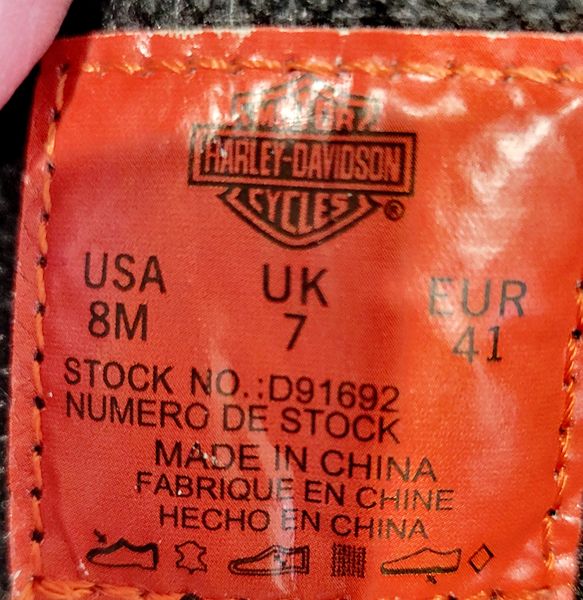 MOTOR
HARLEY-DAVIDSON
CYCLES®
USA UK EUR
8M 7 41
STOCK NO.:D91692
NUMERO DE STOCK
MADE IN CHINA
FABRIQUE EN CHINE
HECHO EN CHINA